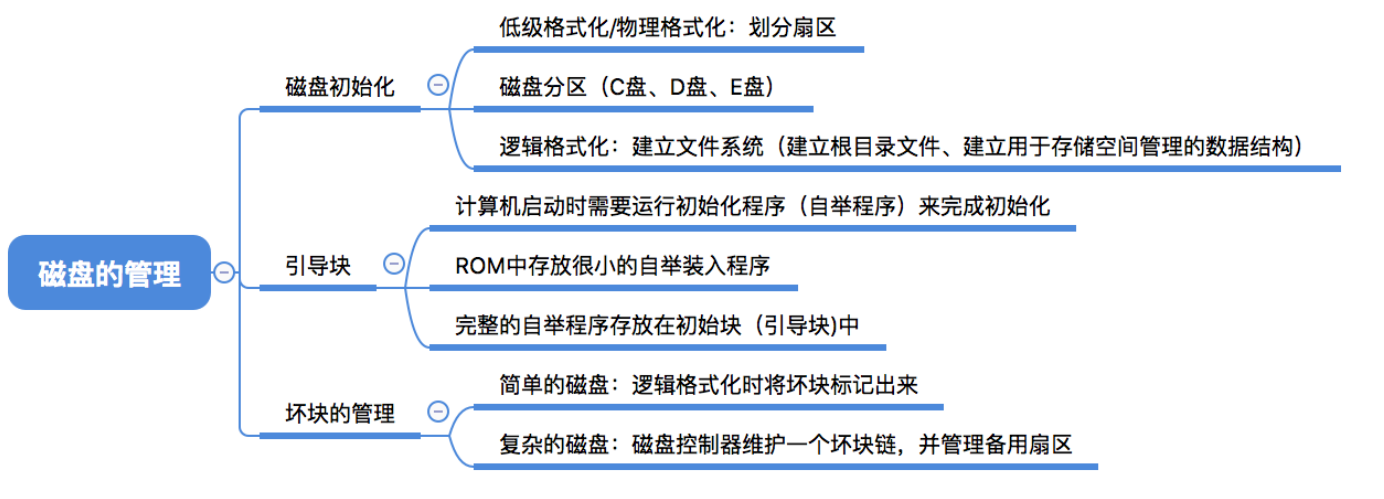 磁盘的管理
磁盘初始化
低级格式化/物理格式化：划分扇区
磁盘分区（C盘、D盘、E盘）
逻辑格式化：建立文件系统（建立根目录文件、建立用于存储空间管理的数据结构）
引导块
计算机启动时需要运行初始化程序（自举程序）来完成初始化
ROM中存放很小的自举装入程序
完整的自举程序存放在初始块（引导块)中
坏块的管理
简单的磁盘：逻辑格式化时将坏块标记出来
复杂的磁盘：磁盘控制器维护一个坏块链，并管理备用扇区